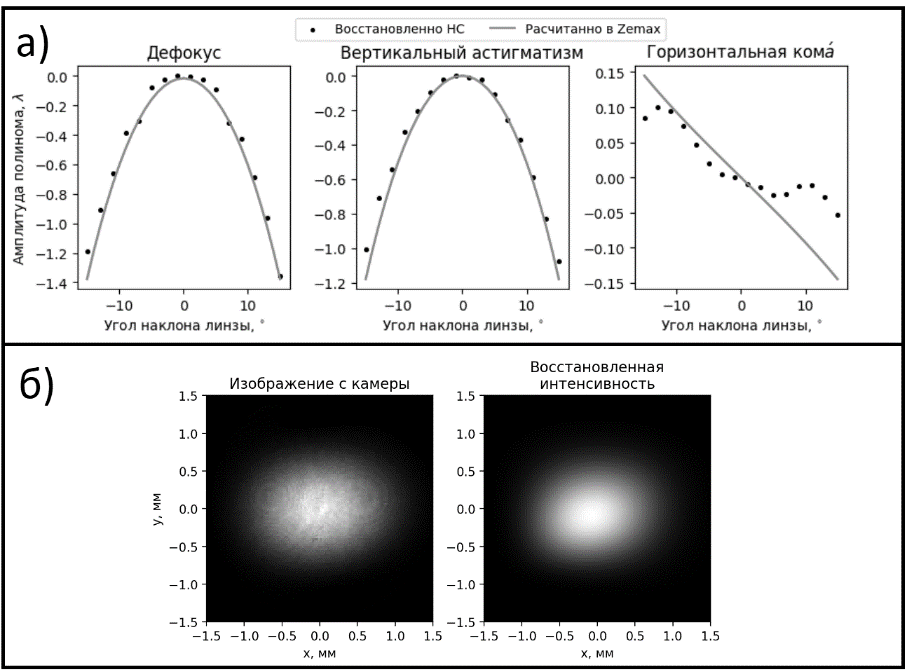 а)
Восстановленно НС
Расчитанно в Zemax
Дефокус
Вертикальный астигматизм
Горизонтальная кома́
Амплитуда полинома, λ
0.0
−0.2
−0.4
−0.6
−0.8
−1.0
−1.2
−1.4
−10 0 10
Угол наклона линзы, °
0.0
−0.2
−0.4
−0.6
−0.8
−1.0
−1.2
−10 0 10
Угол наклона линзы, °
0.15
0.10
0.05
0.00
−0.05
−0.10
−0.15
−10 0 10
Угол наклона линзы, °
б)
Изображение с камеры
y, мм
1.5
1.0
0.5
0.0
−0.5
−1.0
−1.5
−1.5 −1.0 −0.5 0.0 0.5 1.0 1.5
x, мм
Восстановленная
интенсивность
1.5
1.0
0.5
0.0
−0.5
−1.0
−1.5
−1.5 −1.0 −0.5 0.0 0.5 1.0 1.5
x, мм